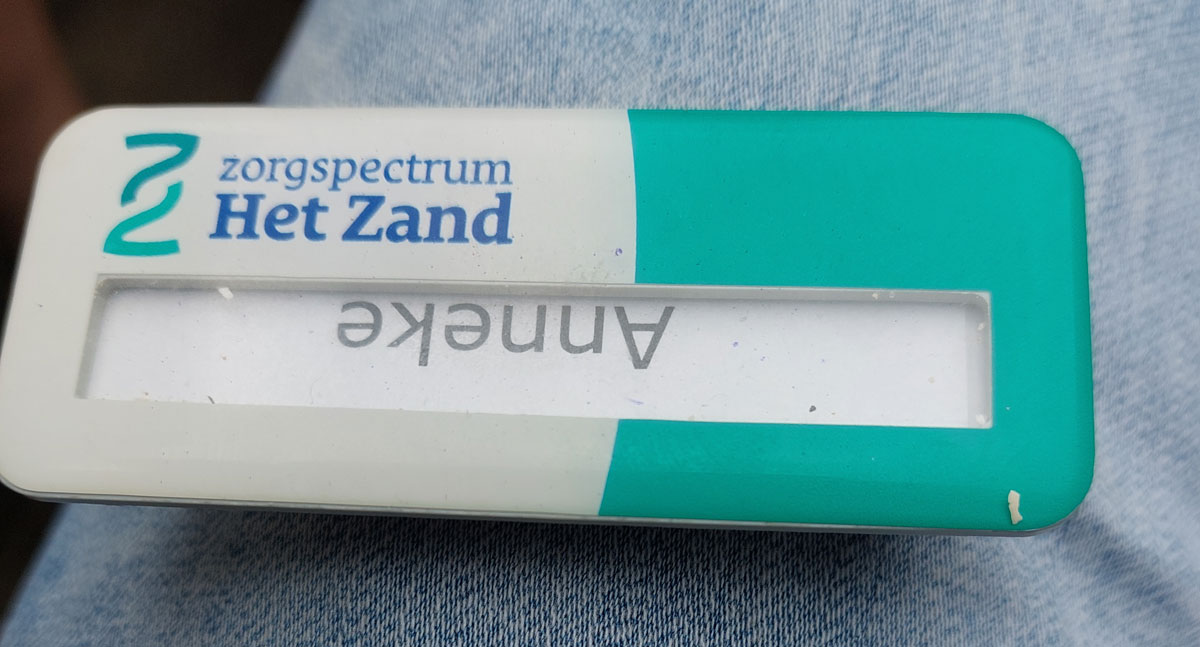 zorgspectrum
Het Zand
Anneke